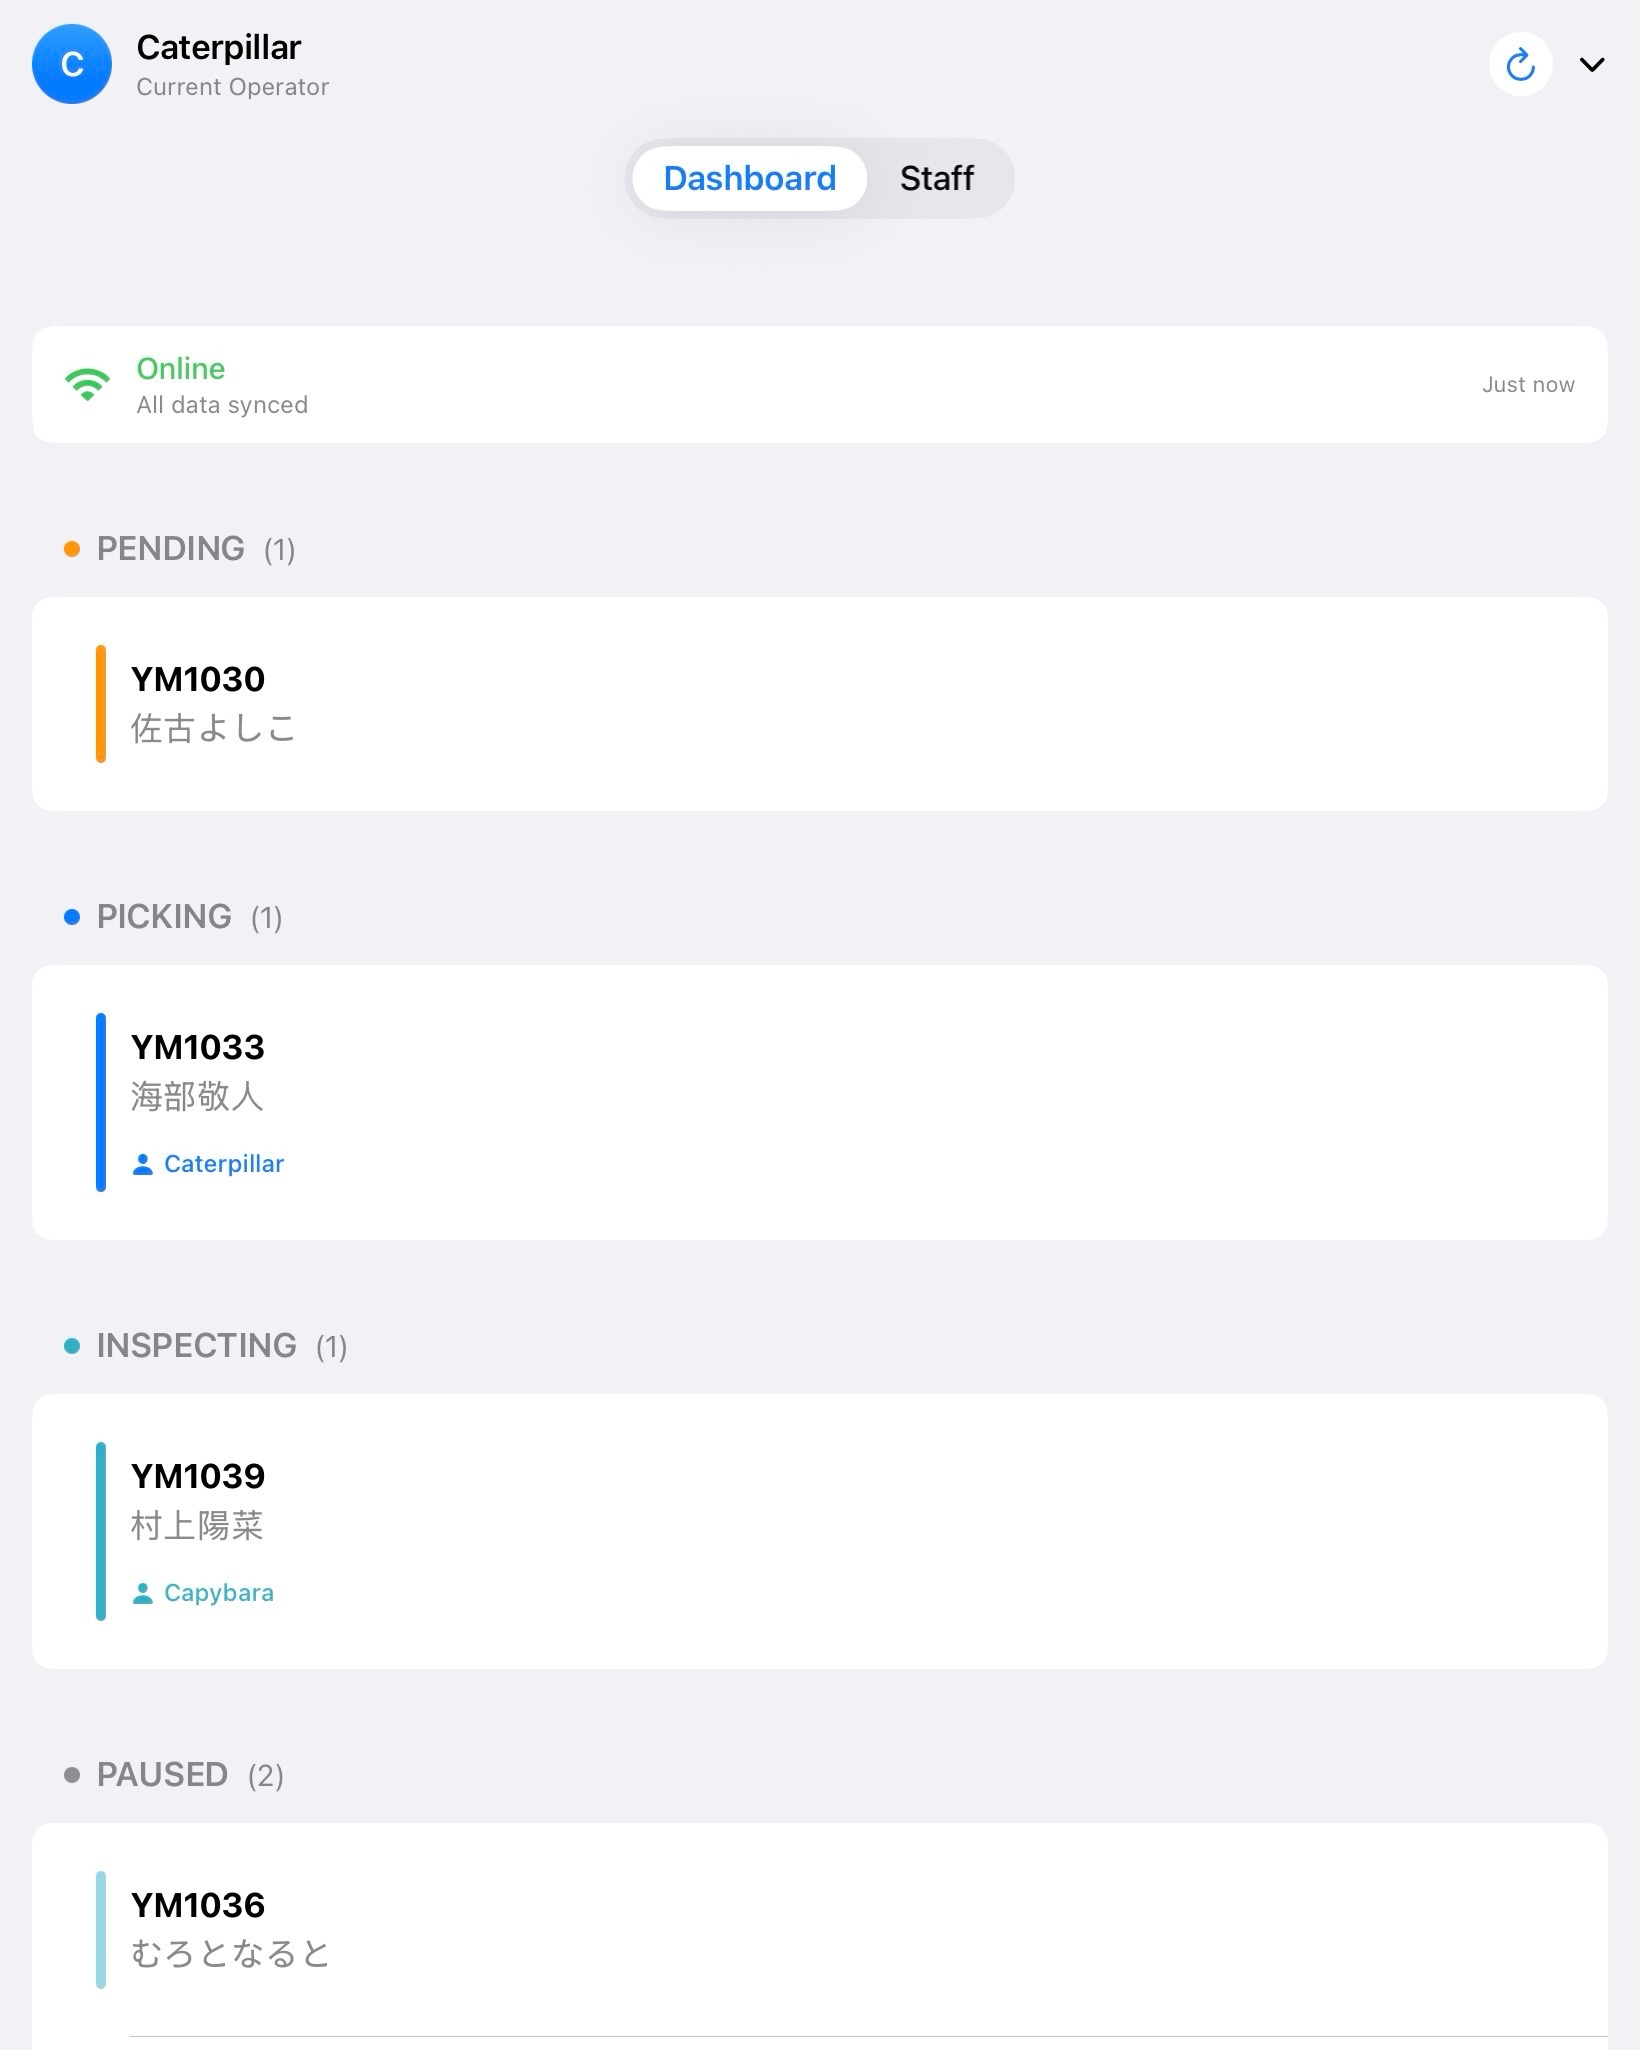 C
Caterpillar
Current Operator
Dashboard
Staff
Online
All data synced
Just now
PENDING (1)
YM1030
佐古よしこ
PICKING (1)
YM1033
海部敬人
Caterpillar
INSPECTING (1)
YM1039
村上陽菜
Capybara
PAUSED (2)
YM1036
むろとなると